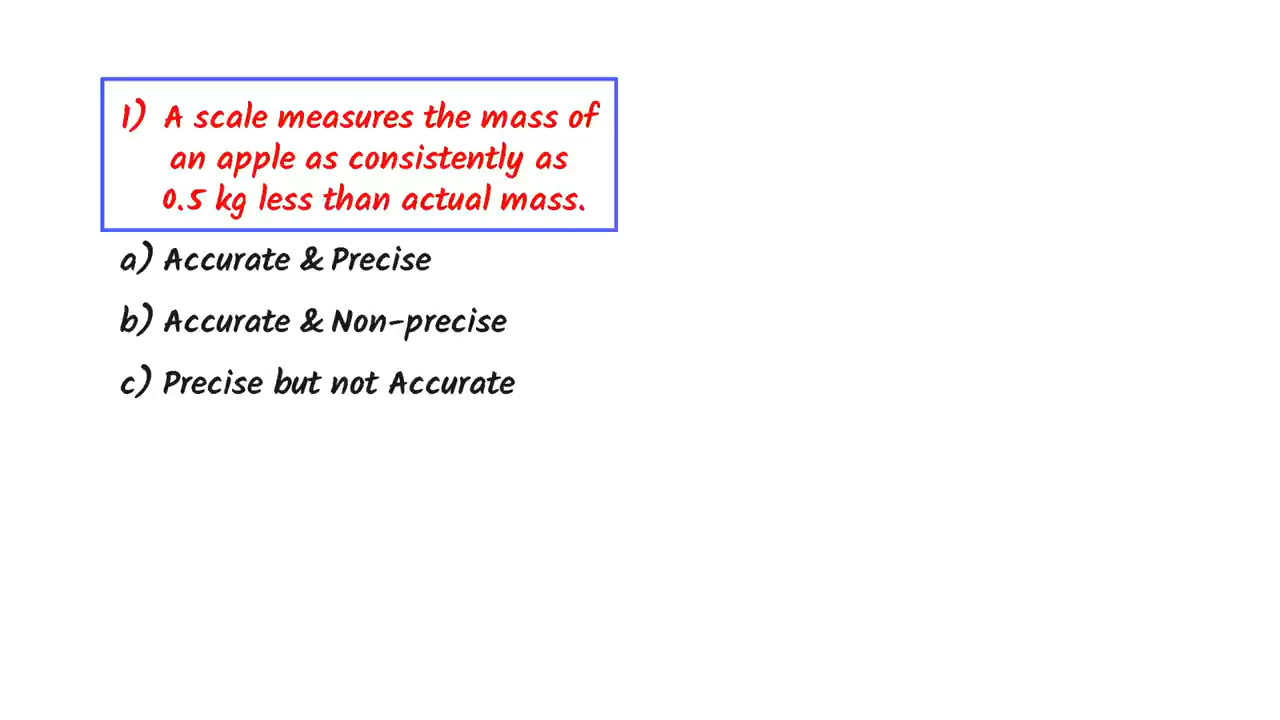 1) A scale measures the mass of
an apple as consistently as
0.5 kg less than actual mass.
a) Accurate & Precise
b) Accurate & Non-precise
c) Precise but not Accurate